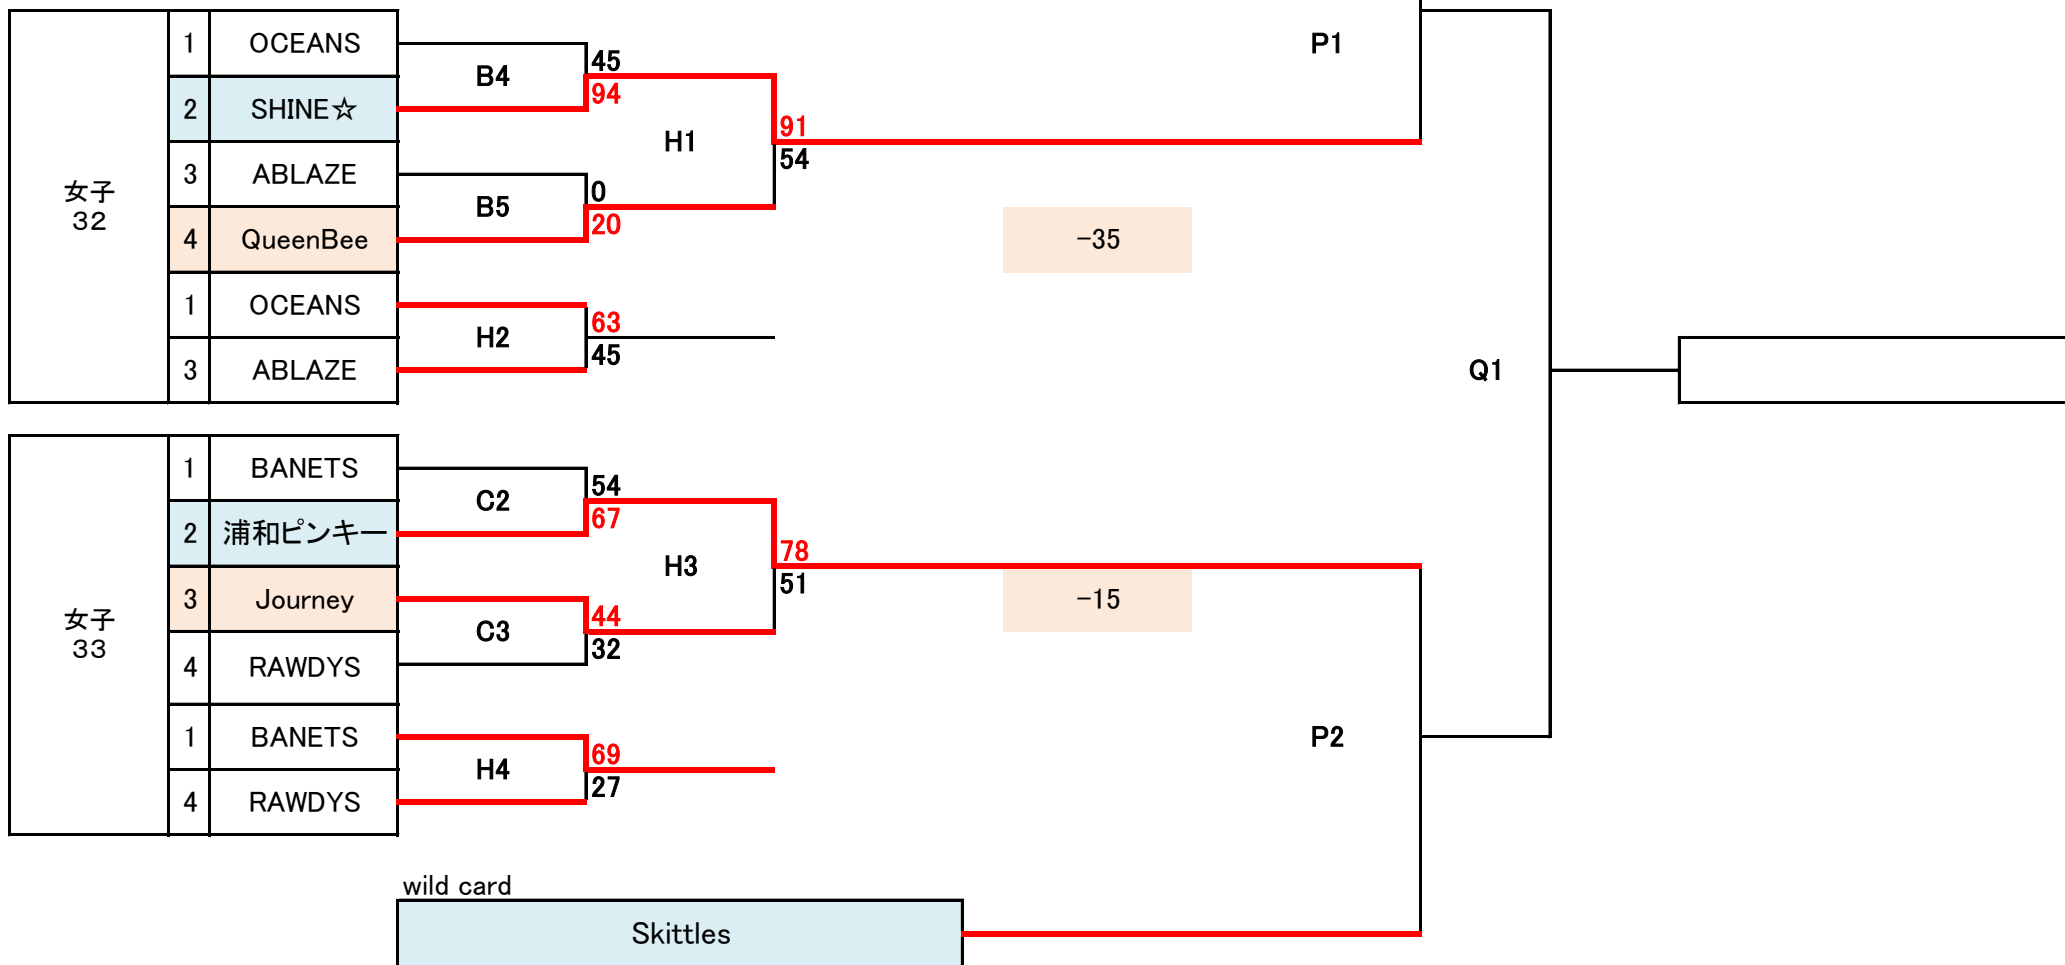 女子
32
1 OCEANS
2 SHINE☆
3 ABLAZE
4 QueenBee
1 OCEANS
3 ABLAZE
B4
45
94
B5
0
20
H1
91
54
H2
63
45
-35
P1
Q1
女子
33
1 BANETS
2 浦和ピンキー
3 Journey
4 RAWDYS
1 BANETS
4 RAWDYS
C2
54
67
C3
44
32
H3
78
51
H4
69
27
-15
P2
wild card
Skittles